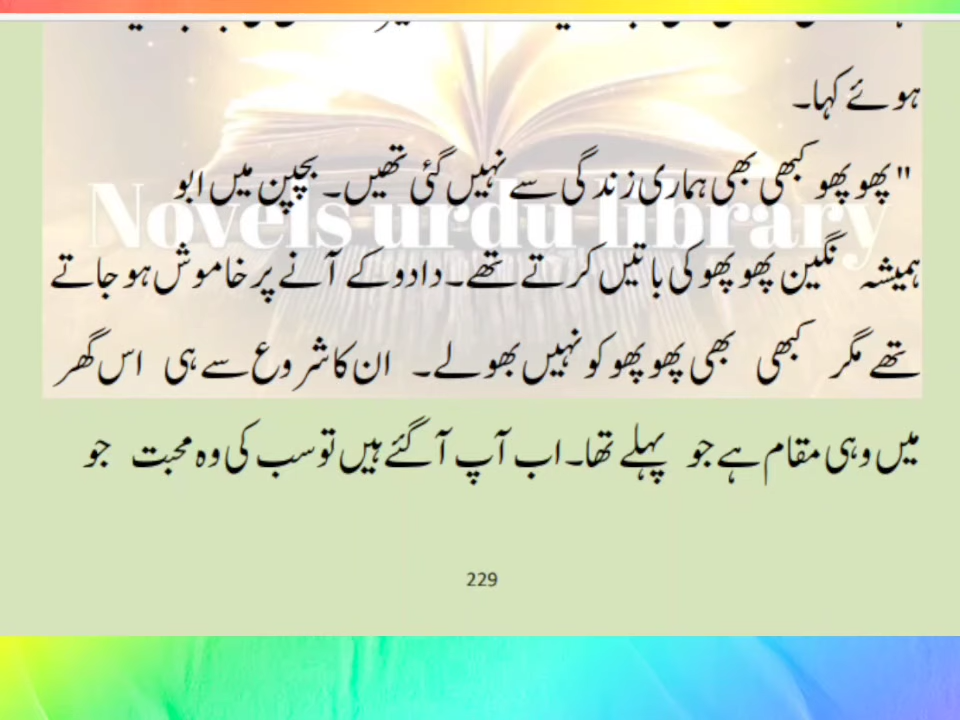 ہوئے کہا۔
"پھوپھو کبھی بھی ہماری زندگی سے نہیں گئی تھیں۔ بچپن میں ابو
Novels urdu library
ہمیشہ نگین پھوپھو کی باتیں کرتے تھے۔ دادو کے آنے پر خاموش ہو جاتے
تھے مگر کبھی بھی پھوپھو کو نہیں بھولے۔ ان کا شروع سے ہی اس گھر
میں وہی مقام ہے جو پہلے تھا۔ اب آپ آ گئے ہیں تو سب کی وہ محبت جو
229